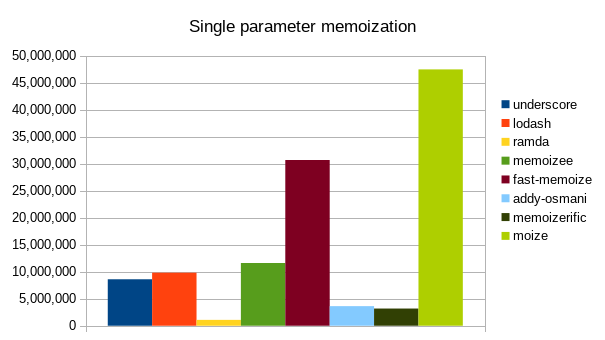 Single parameter memoization
50,000,000
45,000,000
40,000,000
35,000,000
30,000,000
25,000,000
20,000,000
15,000,000
10,000,000
5,000,000
0
underscore
lodash
ramda
memoizee
fast-memoize
addy-osmani
memoizerific
moize